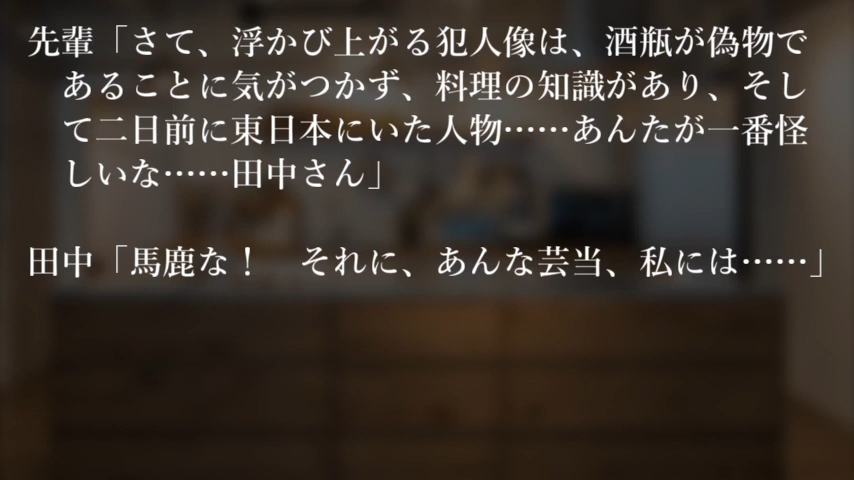 先輩「さて、浮かび上がる犯人像は、酒瓶が偽物で
あることに気がつかず、料理の知識があり、そし
て二日前に東日本にいた人物……あんたが一番怪
しいな……田中さん」
田中「馬鹿な！　それに、あんな芸当、私には……」